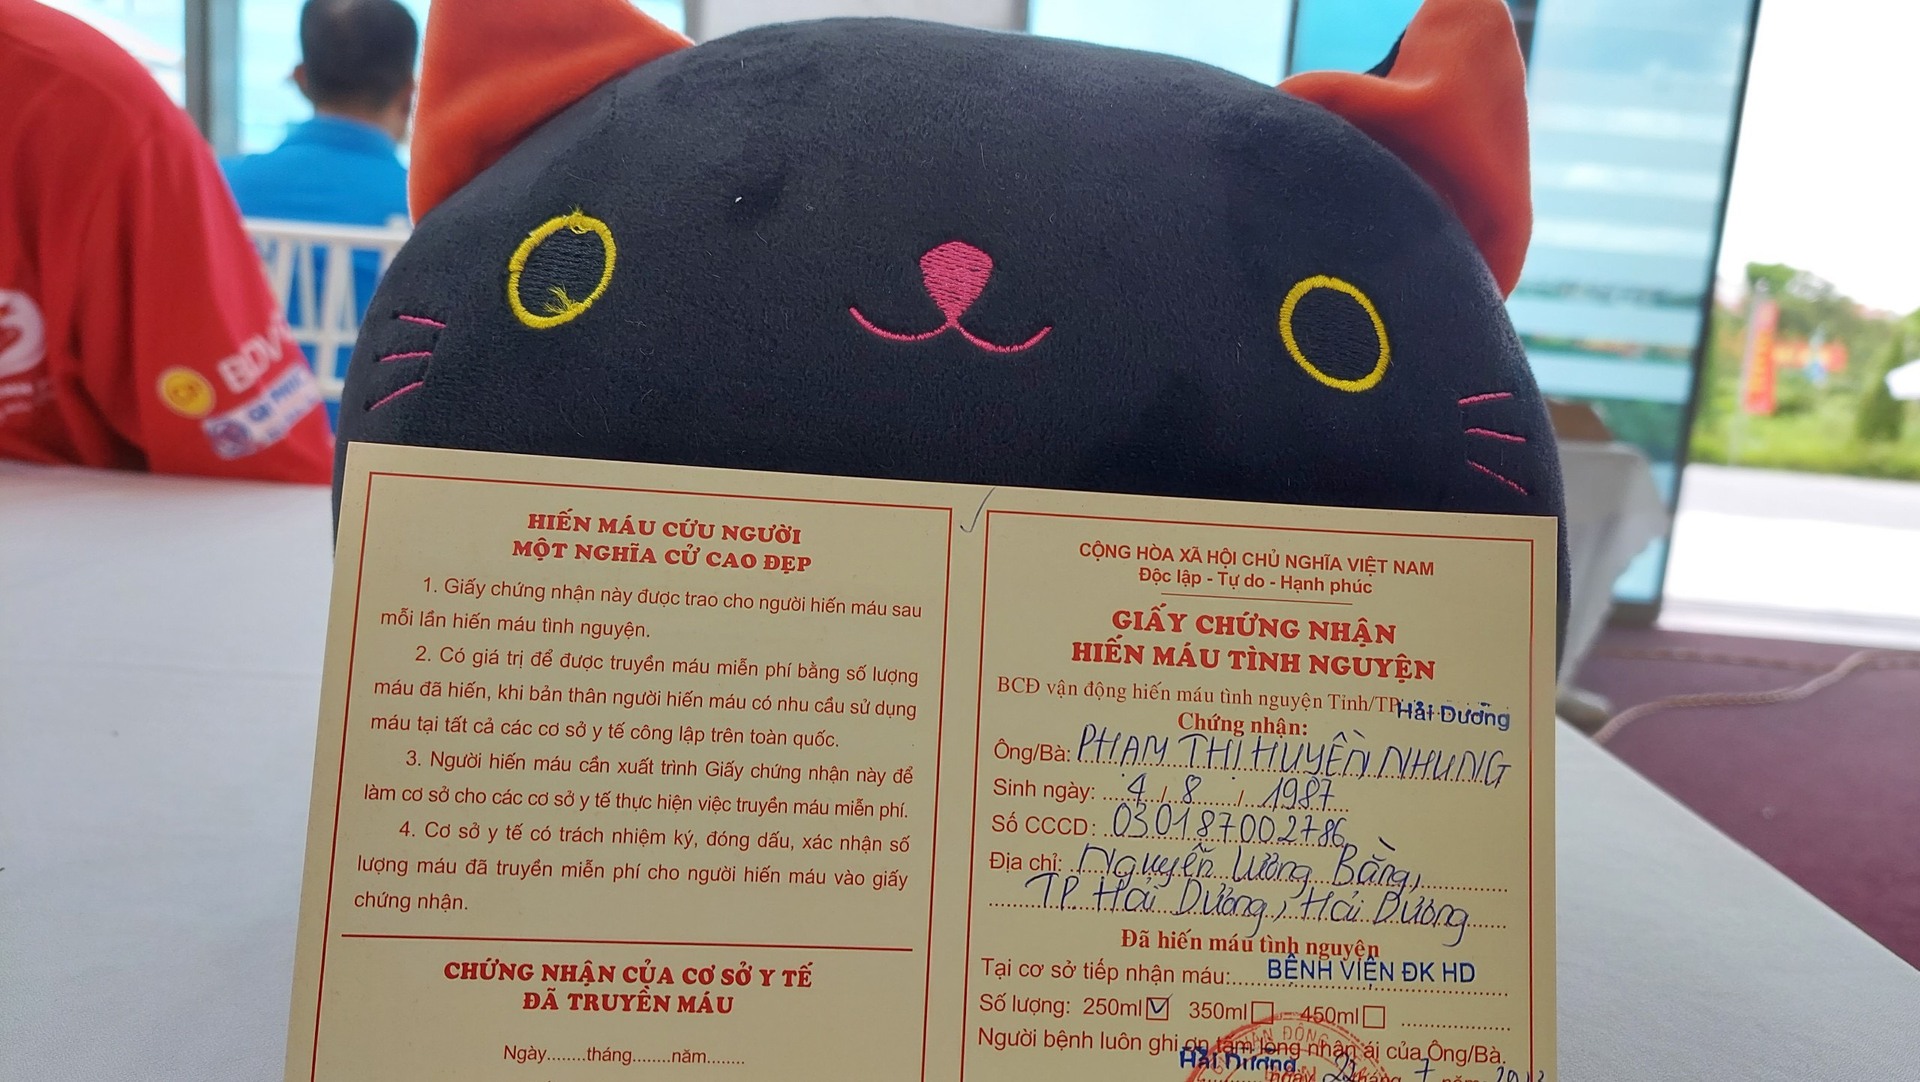 BIDV
HIẾN MÁU CỨU NGƯỜI
MỘT NGHĨA CỬ CAO ĐẸP
1. Giấy chứng nhận này được trao cho người hiến máu sau
mỗi lần hiến máu tình nguyện.
2. Có giá trị để được truyền máu miễn phí bằng số lượng
máu đã hiến, khi bản thân người hiến máu có nhu cầu sử dụng
máu tại tất cả các cơ sở y tế công lập trên toàn quốc.
3. Người hiến máu cần xuất trình Giấy chứng nhận này để
làm cơ sở cho các cơ sở y tế thực hiện việc truyền máu miễn phí.
4. Cơ sở y tế có trách nhiệm ký, đóng dấu, xác nhận số
lượng máu đã truyền miễn phí cho người hiến máu vào giấy
chứng nhận.
CHỨNG NHẬN CỦA CƠ SỞ Y TẾ
ĐÃ TRUYỀN MÁU
Ngày........tháng........năm........
CỘNG HÒA XÃ HỘI CHỦ NGHĨA VIỆT NAM
Độc lập - Tự do - Hạnh phúc
GIẤY CHỨNG NHẬN
HIẾN MÁU TÌNH NGUYỆN
BCĐ vận động hiến máu tình nguyện Tỉnh/TP Hải Dương
Chứng nhận:
Ông/Bà: PHẠM THỊ HUYỀN NHUNG
Sinh ngày: 4 / 8 / 1987
Số CCCD: 030187002786
Địa chỉ: Nguyễn Lương Bằng,
TP. Hải Dương, Hải Dương
Đã hiến máu tình nguyện
Tại cơ sở tiếp nhận máu: BỆNH VIỆN ĐK HD
Số lượng: 250ml ☑ 350ml ☐ 450ml ☐
Người bệnh luôn ghi ơn tấm lòng nhân ái của Ông/Bà.
Hải Dương, ngày 22 tháng 7 năm